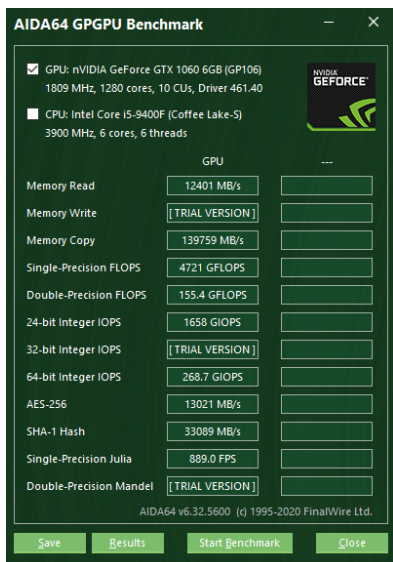 AIDA64 GPGPU Benchmark
GPU: nVIDIA GeForce GTX 1060 6GB (GP106)
1809 MHz, 1280 cores, 10 CUs, Driver 461.40
CPU: Intel Core i5-9400F (Coffee Lake-S)
3900 MHz, 6 cores, 6 threads
NVIDIA
GEFORCE
GPU ---
Memory Read 12401 MB/s
Memory Write [ TRIAL VERSION ]
Memory Copy 139759 MB/s
Single-Precision FLOPS 4721 GFLOPS
Double-Precision FLOPS 155.4 GFLOPS
24-bit Integer IOPS 1658 GIOPS
32-bit Integer IOPS [ TRIAL VERSION ]
64-bit Integer IOPS 268.7 GIOPS
AES-256 13021 MB/s
SHA-1 Hash 33089 MB/s
Single-Precision Julia 889.0 FPS
Double-Precision Mandel [ TRIAL VERSION ]
AIDA64 v6.32.5600 (c) 1995-2020 FinalWire Ltd.
Save Results Start Benchmark Close